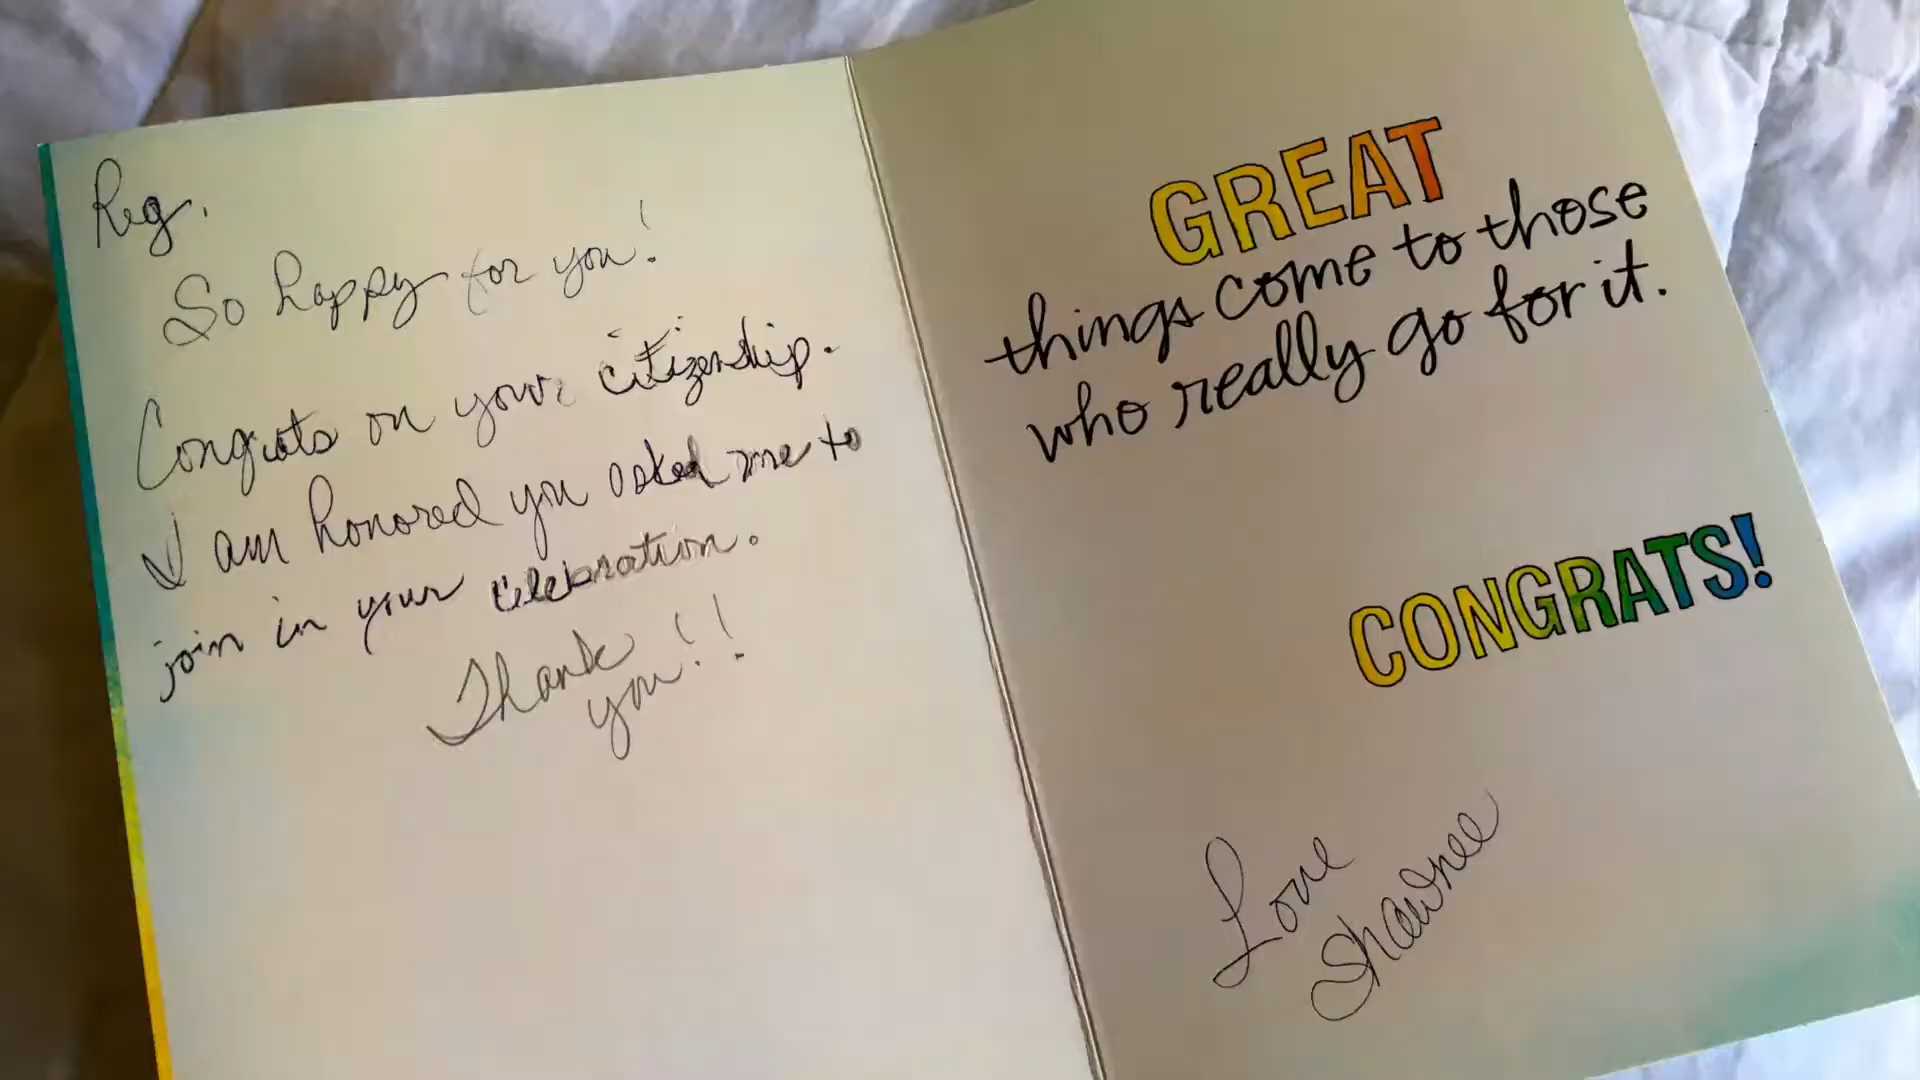 Reg,
So happy for you!
Congrats on your citizenship.
I am honored you asked me to
join in your celebration.
Thank
you!!
GREAT
things come to those
who really go for it.
CONGRATS!
Love
Shawnee